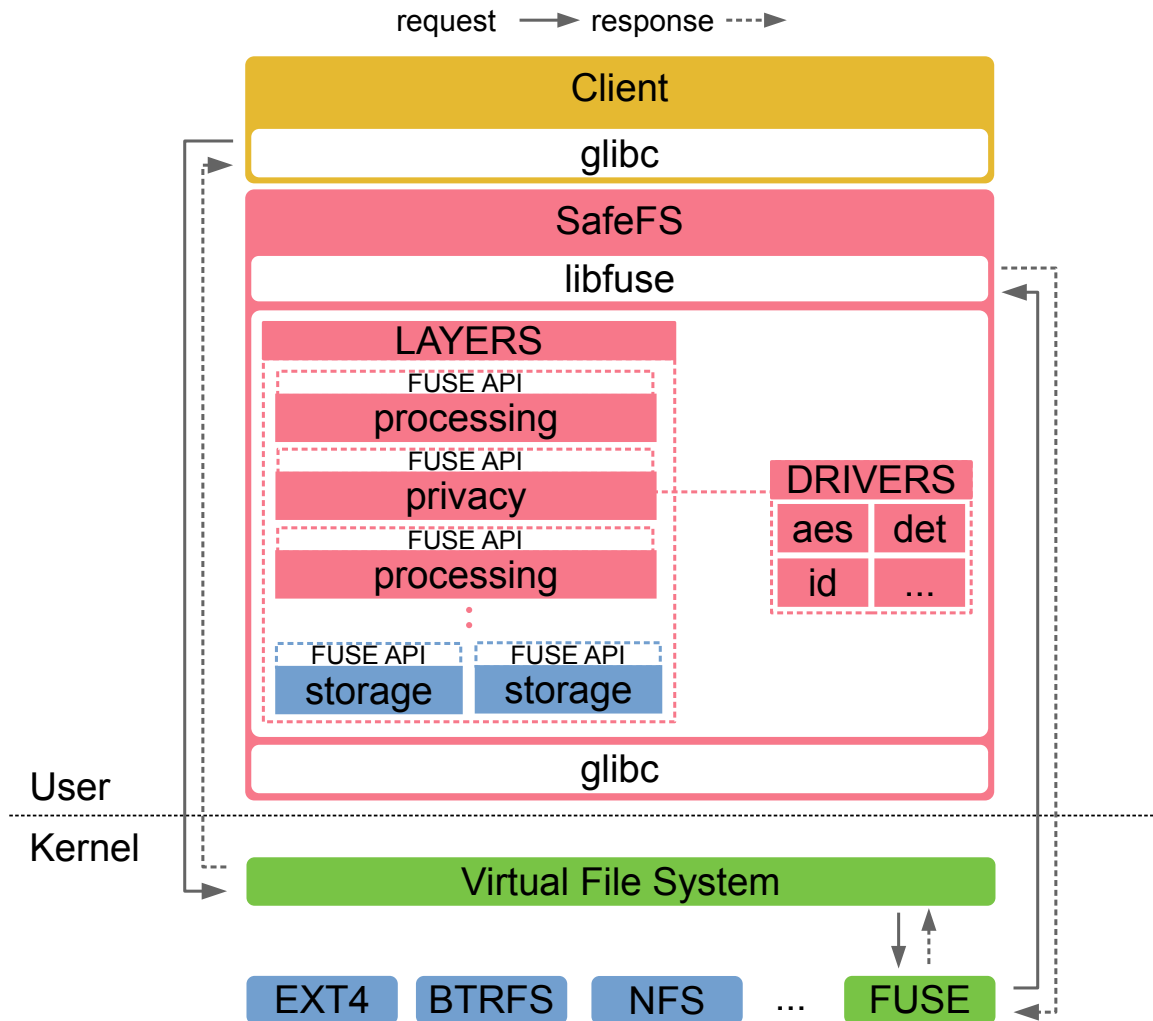 request response
Client
glibc
SafeFS
libfuse
LAYERS
FUSE API
processing
FUSE API
privacy
FUSE API
processing
FUSE API FUSE API
storage storage
DRIVERS
aes det
id ...
glibc
User
Kernel
Virtual File System
EXT4 BTRFS NFS ... FUSE